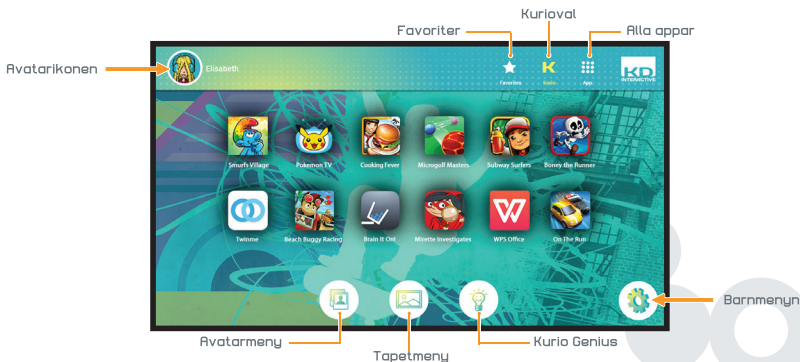 Kurioval
Favoriter
Alla appar
Avatarikonen
Elisabeth
Favorites
Kurio
App.
KD
INTERACTIVE
Smurfs Village
Pokemon TV
Cooking Fever
Microgolf Masters
Subway Surfers
Boney the Runner
Twinme
Beach Buggy Racing
Brain It On!
Mirette Investigates
WPS Office
On The Run
Barnmenyn
Avatarmeny
Kurio Genius
Tapetmeny